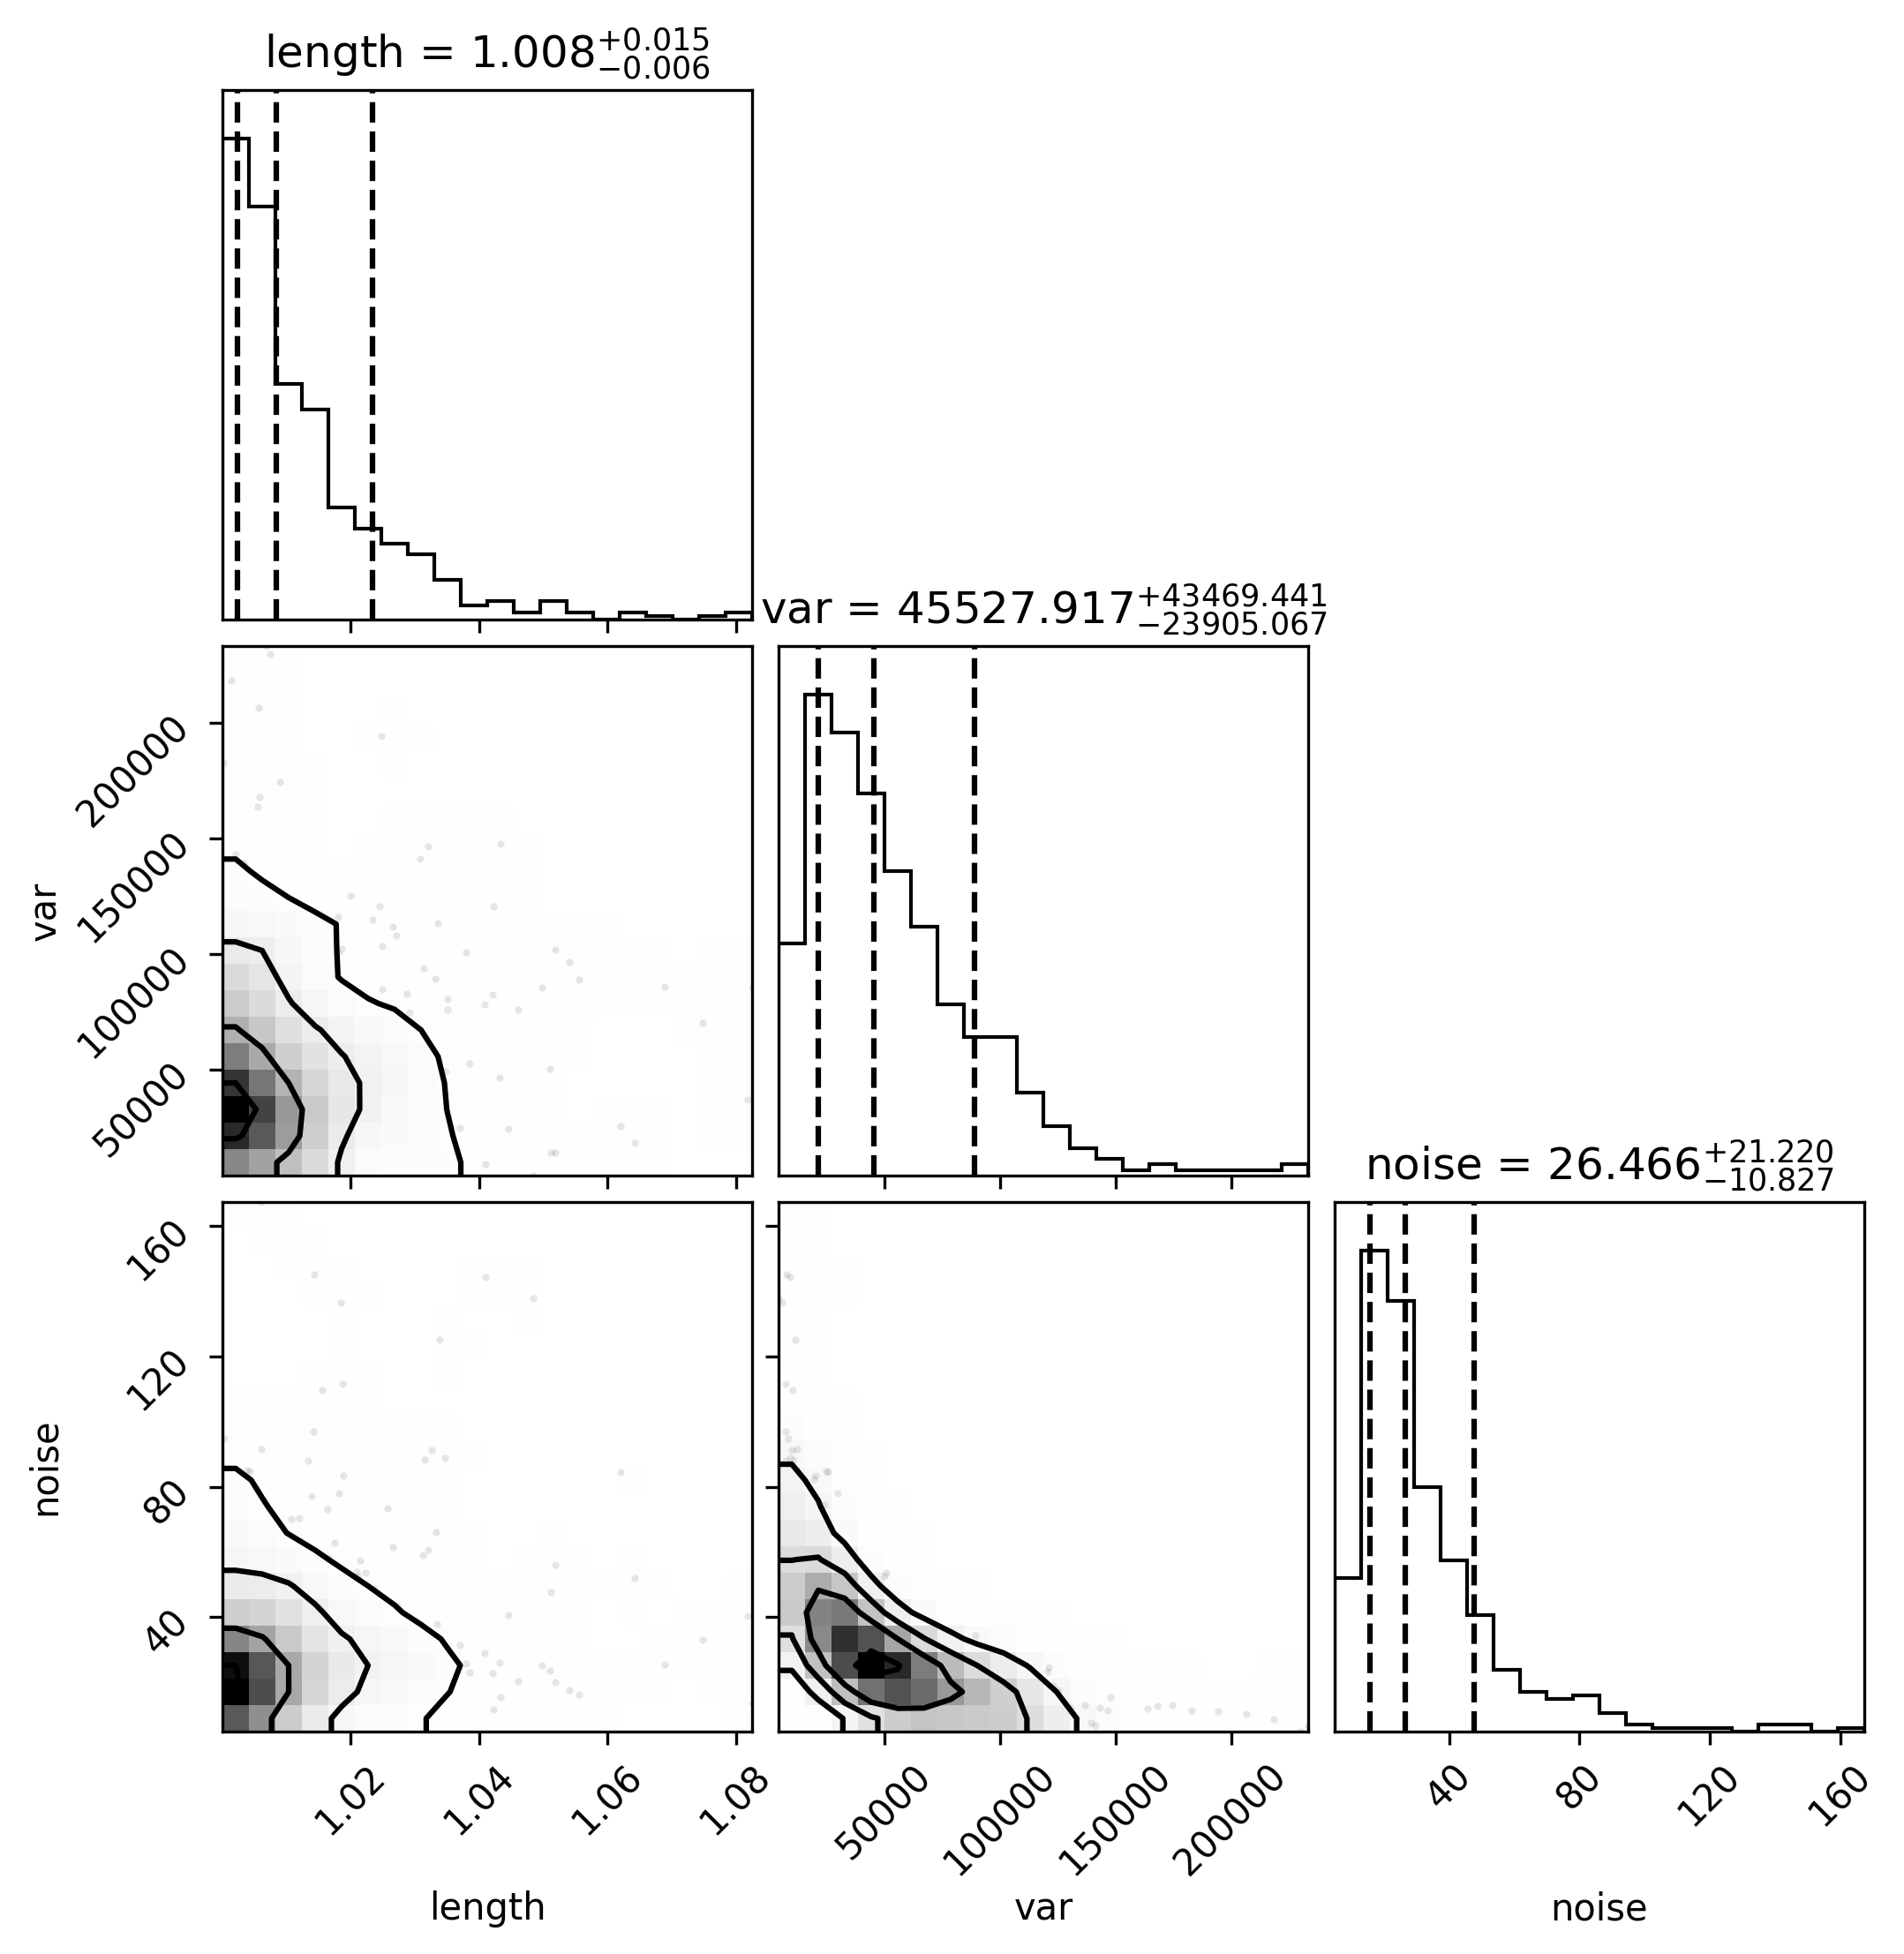 length = 1.008 +0.015 −0.006
var = 45527.917 +43469.441 −23905.067
200000
150000
100000
50000
var
noise = 26.466 +21.220 −10.827
160
120
80
40
noise
1.02 1.04 1.06 1.08
50000 100000 150000 200000
40 80 120 160
length var noise